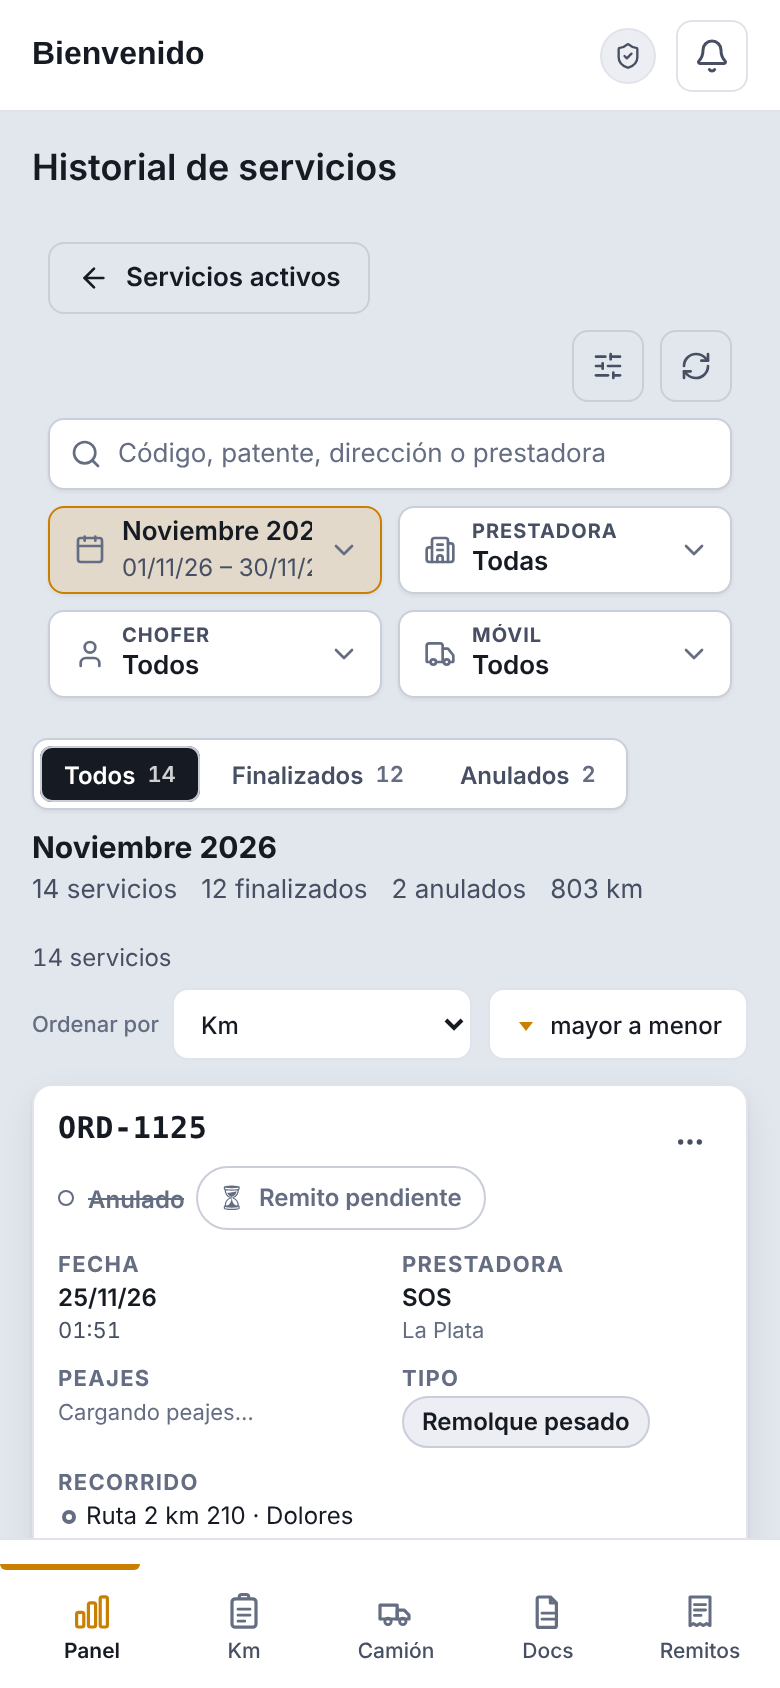 Bienvenido
Historial de servicios
Servicios activos
Código, patente, dirección o prestadora
Noviembre 202
01/11/26 – 30/11/2
PRESTADORA
Todas
CHOFER
Todos
MÓVIL
Todos
Todos 14
Finalizados 12
Anulados 2
Noviembre 2026
14 servicios 12 finalizados 2 anulados 803 km
14 servicios
Ordenar por
Km
mayor a menor
ORD-1125
Anulado
Remito pendiente
FECHA
25/11/26
01:51
PRESTADORA
SOS
La Plata
PEAJES
Cargando peajes...
TIPO
Remolque pesado
RECORRIDO
Ruta 2 km 210 · Dolores
Panel
Km
Camión
Docs
Remitos